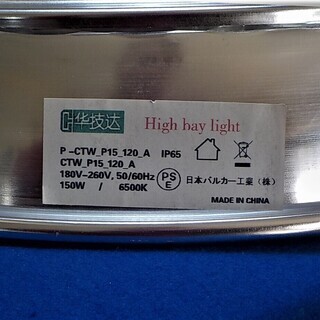 华技达 High bay light
P-CTW_P15_120_A IP65
CTW_P15_120_A
180V-260V, 50/60Hz
150W / 6500K
PSE
日本バルカー工業(株)
MADE IN CHINA